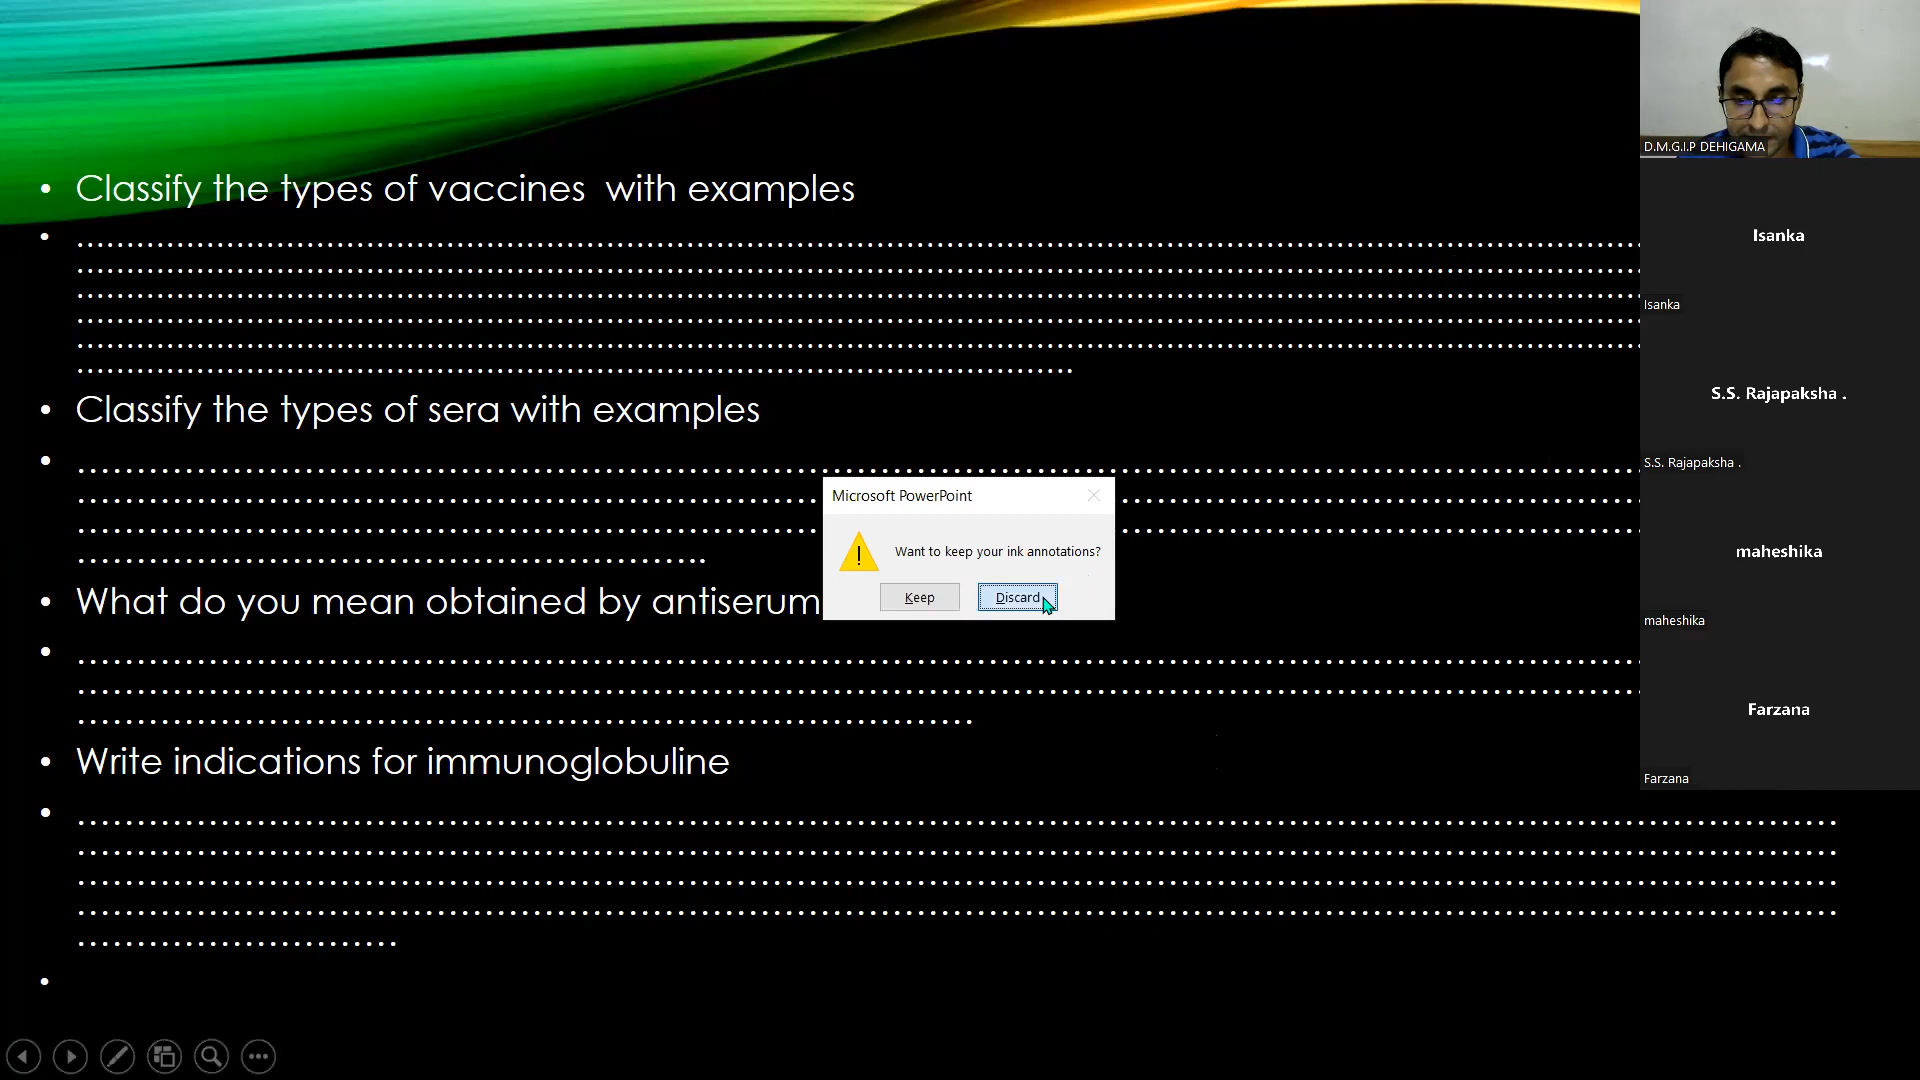 • Classify the types of vaccines  with examples
• ........................................................................................................................
........................................................................................................................
........................................................................................................................
........................................................................................................................
........................................................................................................................
............................................................................
• Classify the types of sera with examples
• ........................................................................................................................
........................................................................................................................
........................................................................................................................
...............................................................
• What do you mean obtained by antiserum
• ........................................................................................................................
........................................................................................................................
..........................................................................................
• Write indications for immunoglobuline
• ........................................................................................................................
........................................................................................................................
........................................................................................................................
........................................................................................................................
.................................
•
Microsoft PowerPoint
Want to keep your ink annotations?
Keep
Discard
D.M.G.I.P DEHIGAMA
Isanka
Isanka
S.S. Rajapaksha .
S.S. Rajapaksha .
maheshika
maheshika
Farzana
Farzana